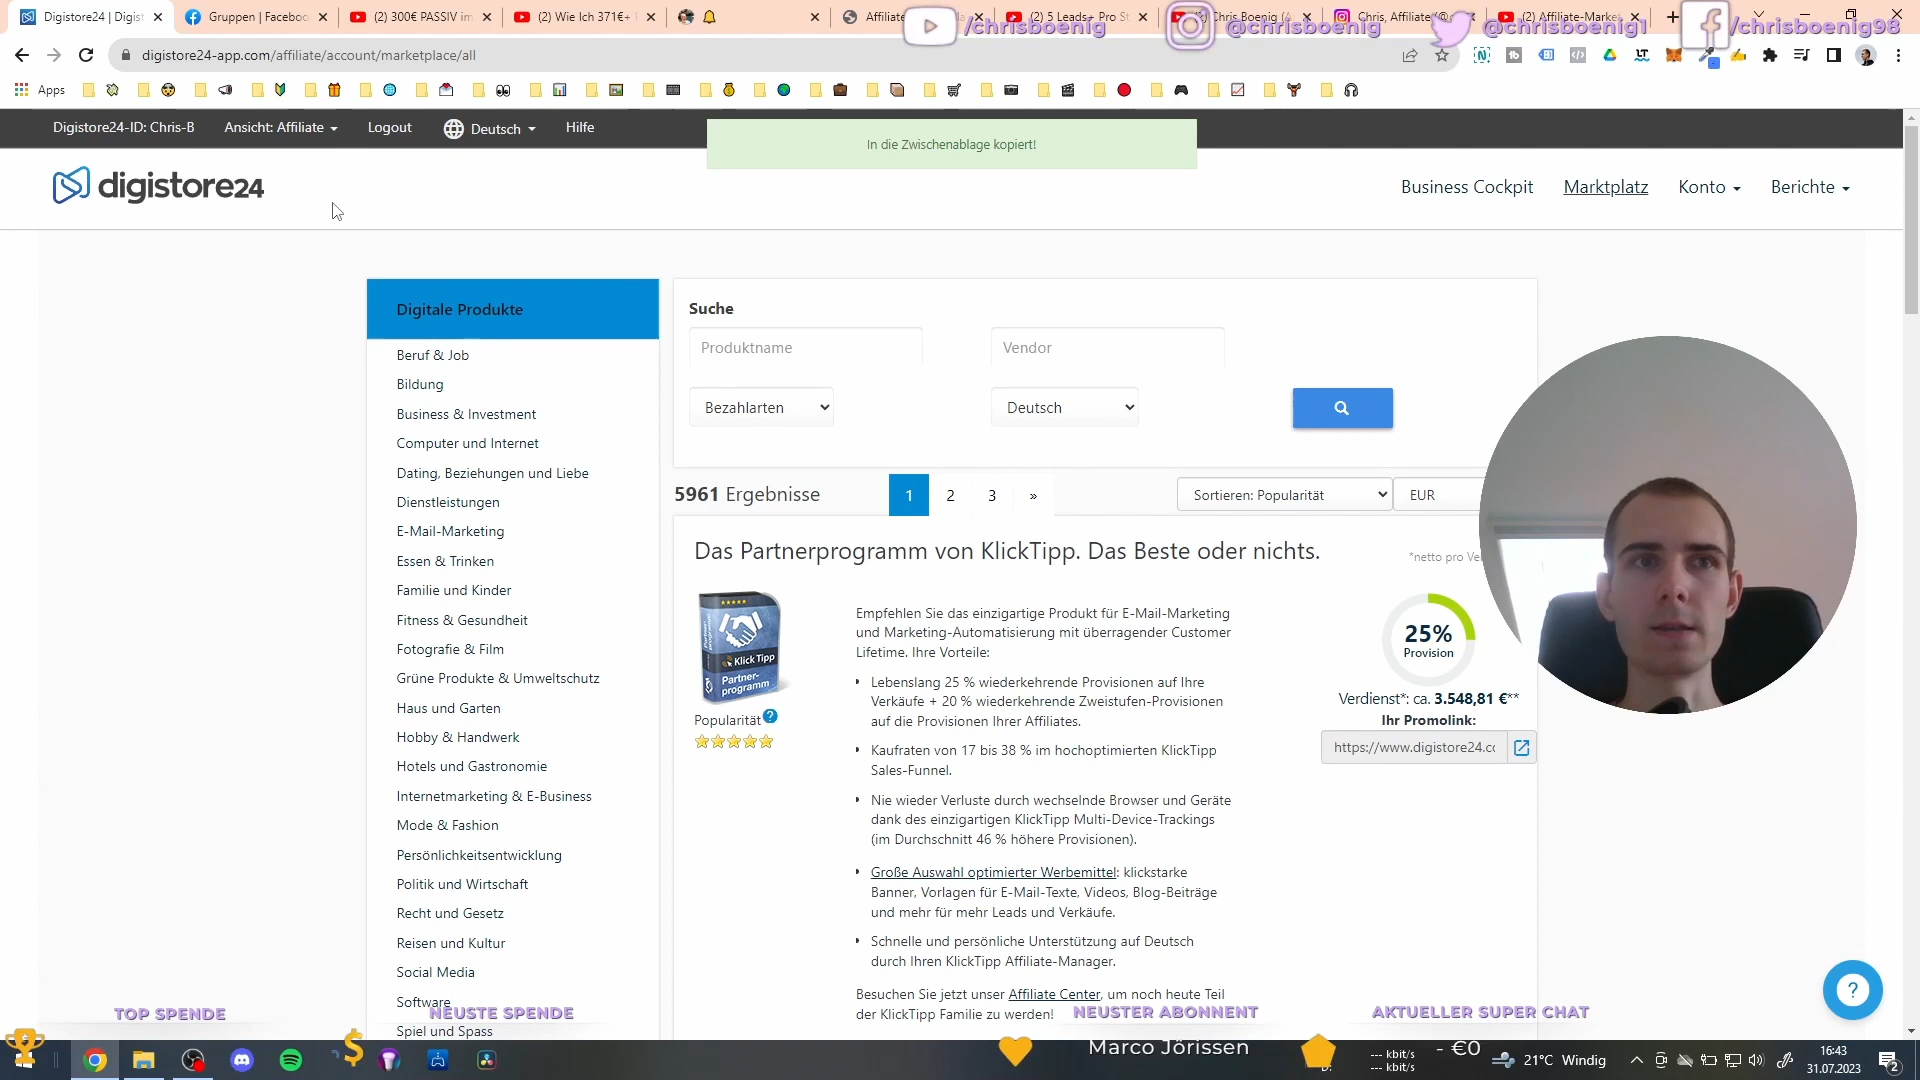 Digistore24 | Digist
Gruppen | Faceboo
(2) 300€ PASSIV im
(2) Wie Ich 371€+
Affiliate
(2) 5 Leads+ Pro St
Chris Boenig (
Chris, Affiliate(@c
(2) Affiliate-Marke
/chrisboenig
@chrisboenig
@chrisboenig1
/chrisboenig98
digistore24-app.com/affiliate/account/marketplace/all
Apps
Digistore24-ID: Chris-B
Ansicht: Affiliate
Logout
Deutsch
Hilfe
In die Zwischenablage kopiert!
digistore24
Business Cockpit
Marktplatz
Konto
Berichte
Digitale Produkte
Beruf & Job
Bildung
Business & Investment
Computer und Internet
Dating, Beziehungen und Liebe
Dienstleistungen
E-Mail-Marketing
Essen & Trinken
Familie und Kinder
Fitness & Gesundheit
Fotografie & Film
Grüne Produkte & Umweltschutz
Haus und Garten
Hobby & Handwerk
Hotels und Gastronomie
Internetmarketing & E-Business
Mode & Fashion
Persönlichkeitsentwicklung
Politik und Wirtschaft
Recht und Gesetz
Reisen und Kultur
Social Media
Software
Spiel und Spass
Suche
Produktname
Vendor
Bezahlarten
Deutsch
5961 Ergebnisse
1 2 3 »
Sortieren: Popularität
EUR
Das Partnerprogramm von KlickTipp. Das Beste oder nichts.
*netto pro Ve
Klick Tipp
Partner-
programm
Popularität
?
Empfehlen Sie das einzigartige Produkt für E-Mail-Marketing
und Marketing-Automatisierung mit überragender Customer
Lifetime. Ihre Vorteile:
Lebenslang 25 % wiederkehrende Provisionen auf Ihre
Verkäufe + 20 % wiederkehrende Zweistufen-Provisionen
auf die Provisionen Ihrer Affiliates.
Kaufraten von 17 bis 38 % im hochoptimierten KlickTipp
Sales-Funnel.
Nie wieder Verluste durch wechselnde Browser und Geräte
dank des einzigartigen KlickTipp Multi-Device-Trackings
(im Durchschnitt 46 % höhere Provisionen).
Große Auswahl optimierter Werbemittel: klickstarke
Banner, Vorlagen für E-Mail-Texte, Videos, Blog-Beiträge
und mehr für mehr Leads und Verkäufe.
Schnelle und persönliche Unterstützung auf Deutsch
durch Ihren KlickTipp Affiliate-Manager.
Besuchen Sie jetzt unser Affiliate Center, um noch heute Teil
der KlickTipp Familie zu werden!
25%
Provision
Verdienst*: ca. 3.548,81 €**
Ihr Promolink:
https://www.digistore24.cc
?
TOP SPENDE
NEUSTE SPENDE
NEUSTER ABONNENT
AKTUELLER SUPER CHAT
Marco Jörissen
- €0
--- kbit/s
--- kbit/s
21°C Windig
16:43
31.07.2023
2